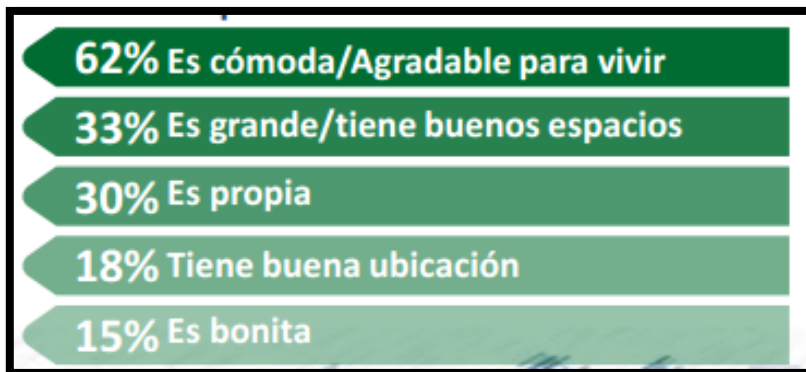 62% Es cómoda/Agradable para vivir
33% Es grande/tiene buenos espacios
30% Es propia
18% Tiene buena ubicación
15% Es bonita